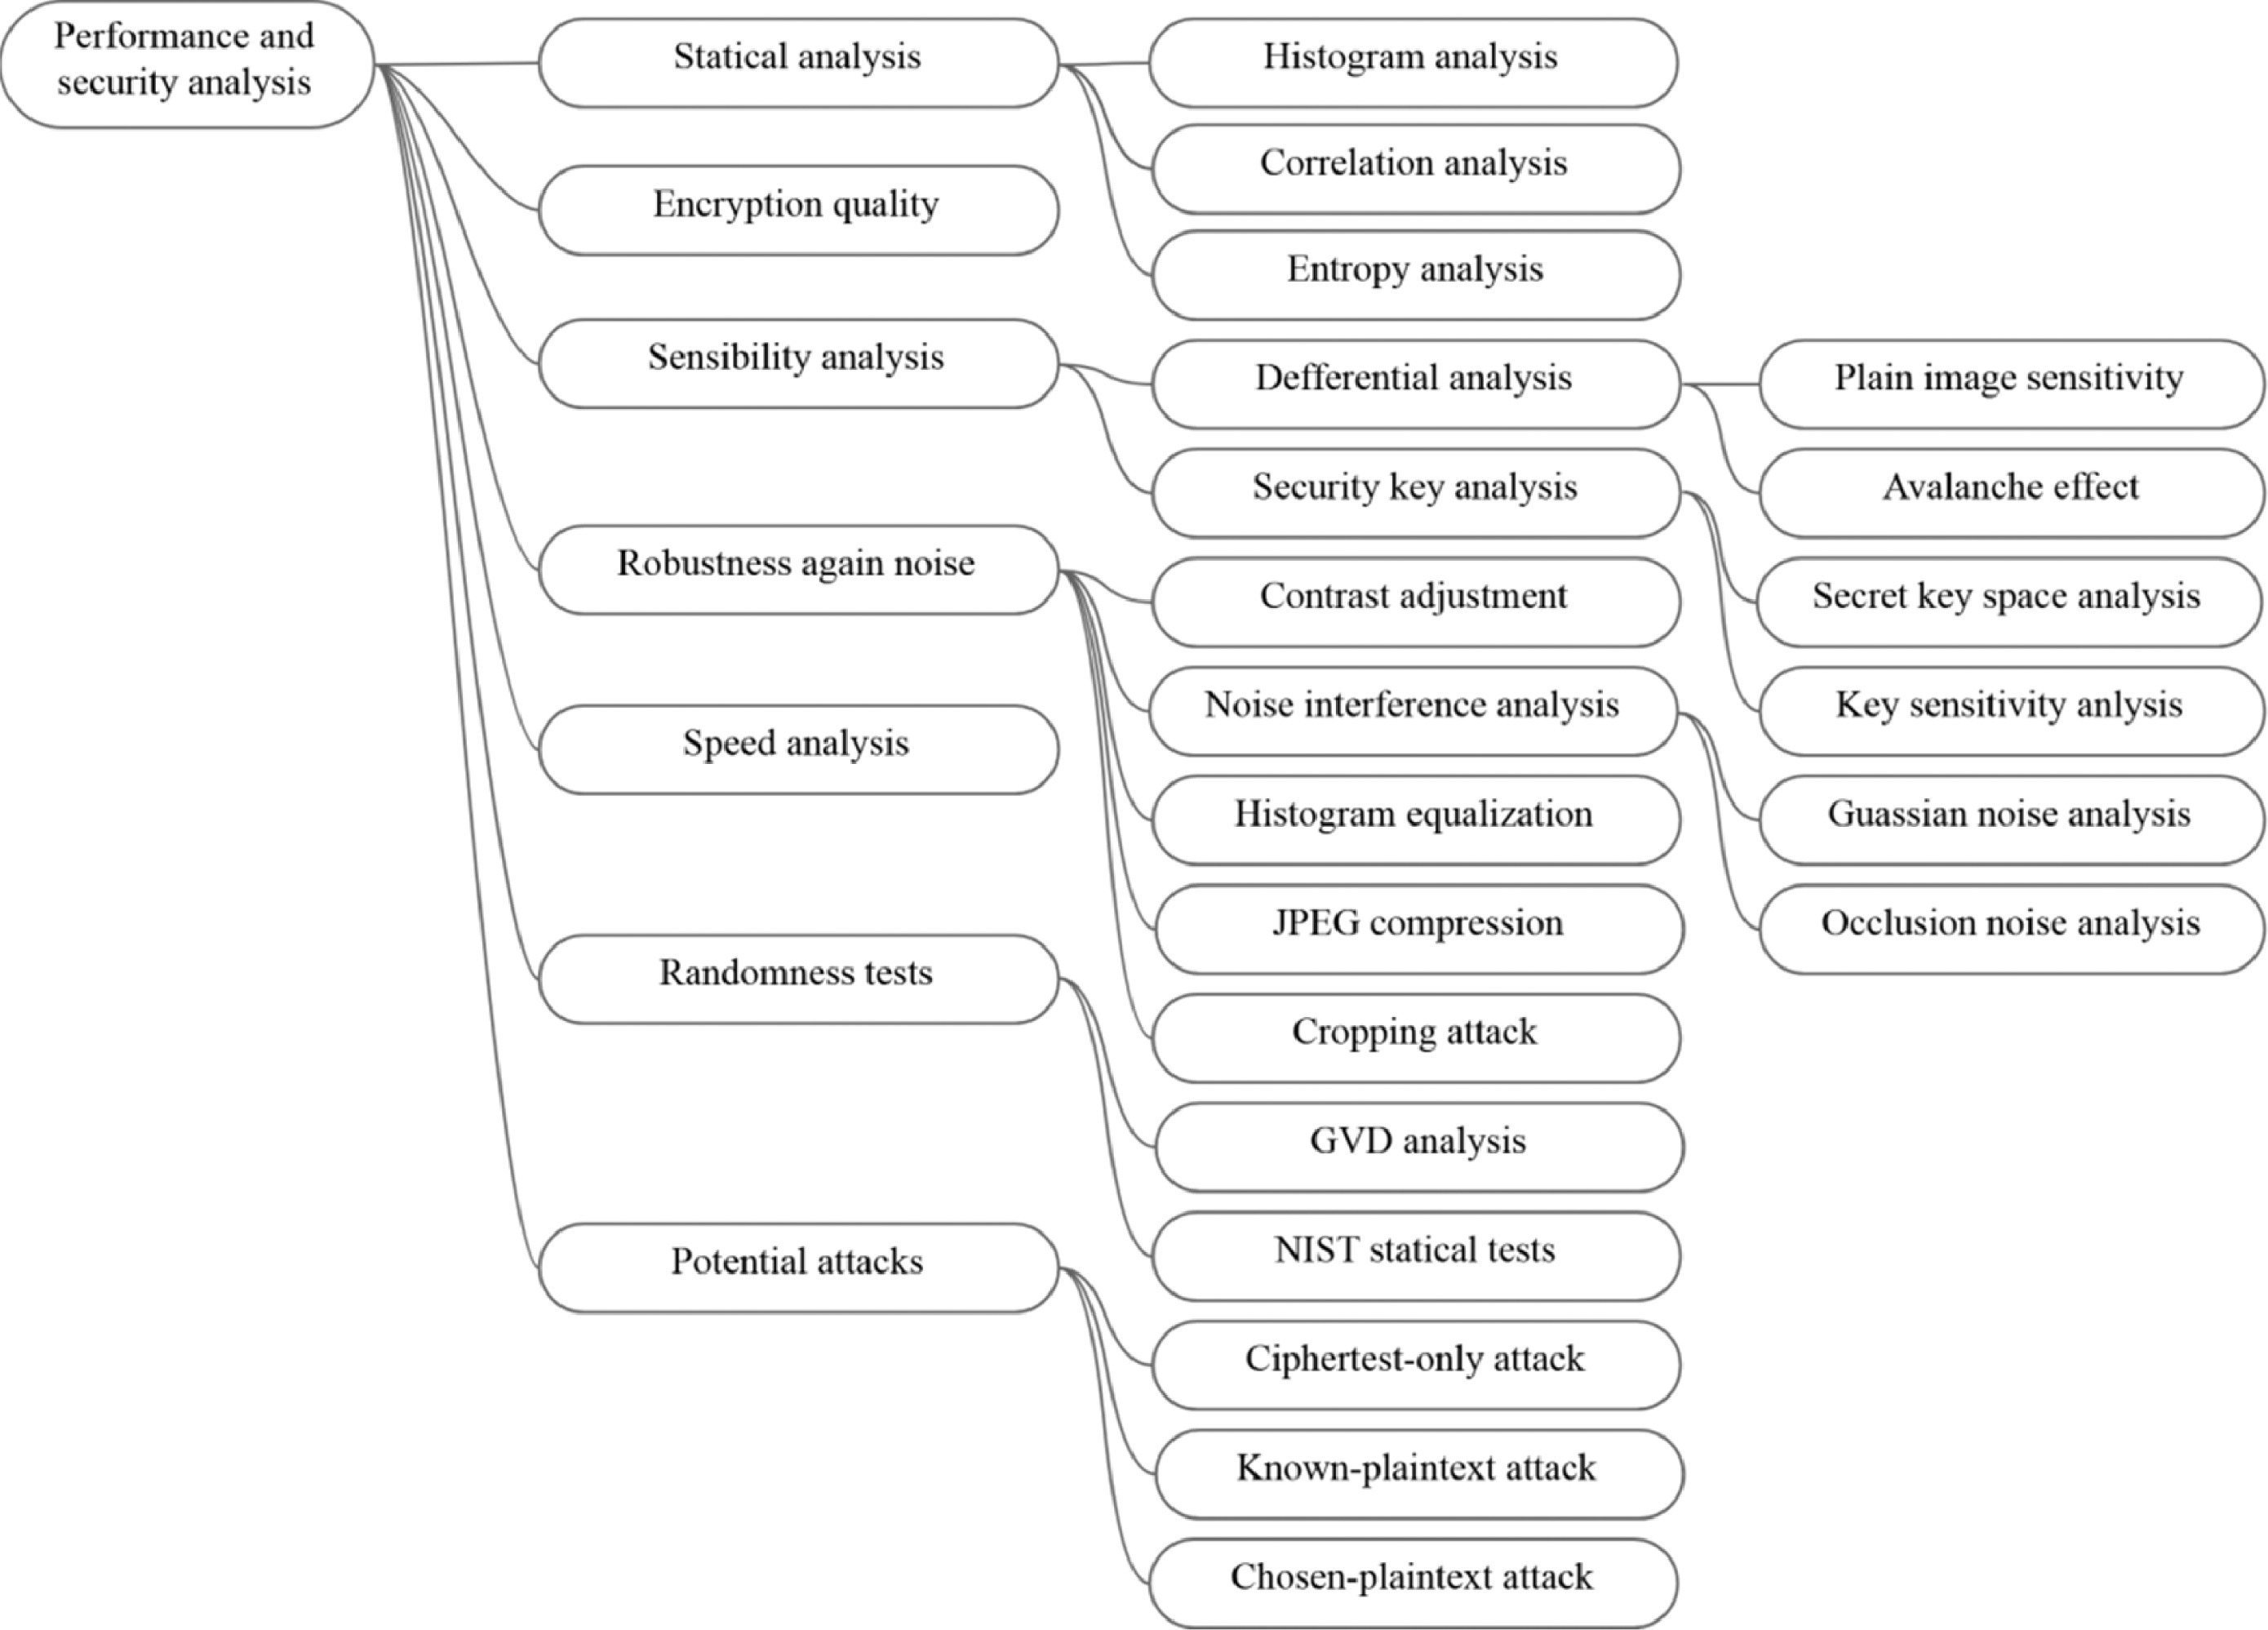 Performance and
security analysis
Statical analysis
Histogram analysis
Correlation analysis
Entropy analysis
Encryption quality
Sensibility analysis
Defferential analysis
Plain image sensitivity
Avalanche effect
Security key analysis
Secret key space analysis
Key sensitivity anlysis
Robustness again noise
Contrast adjustment
Noise interference analysis
Guassian noise analysis
Occlusion noise analysis
Histogram equalization
JPEG compression
Cropping attack
Speed analysis
Randomness tests
GVD analysis
NIST statical tests
Potential attacks
Ciphertest-only attack
Known-plaintext attack
Chosen-plaintext attack